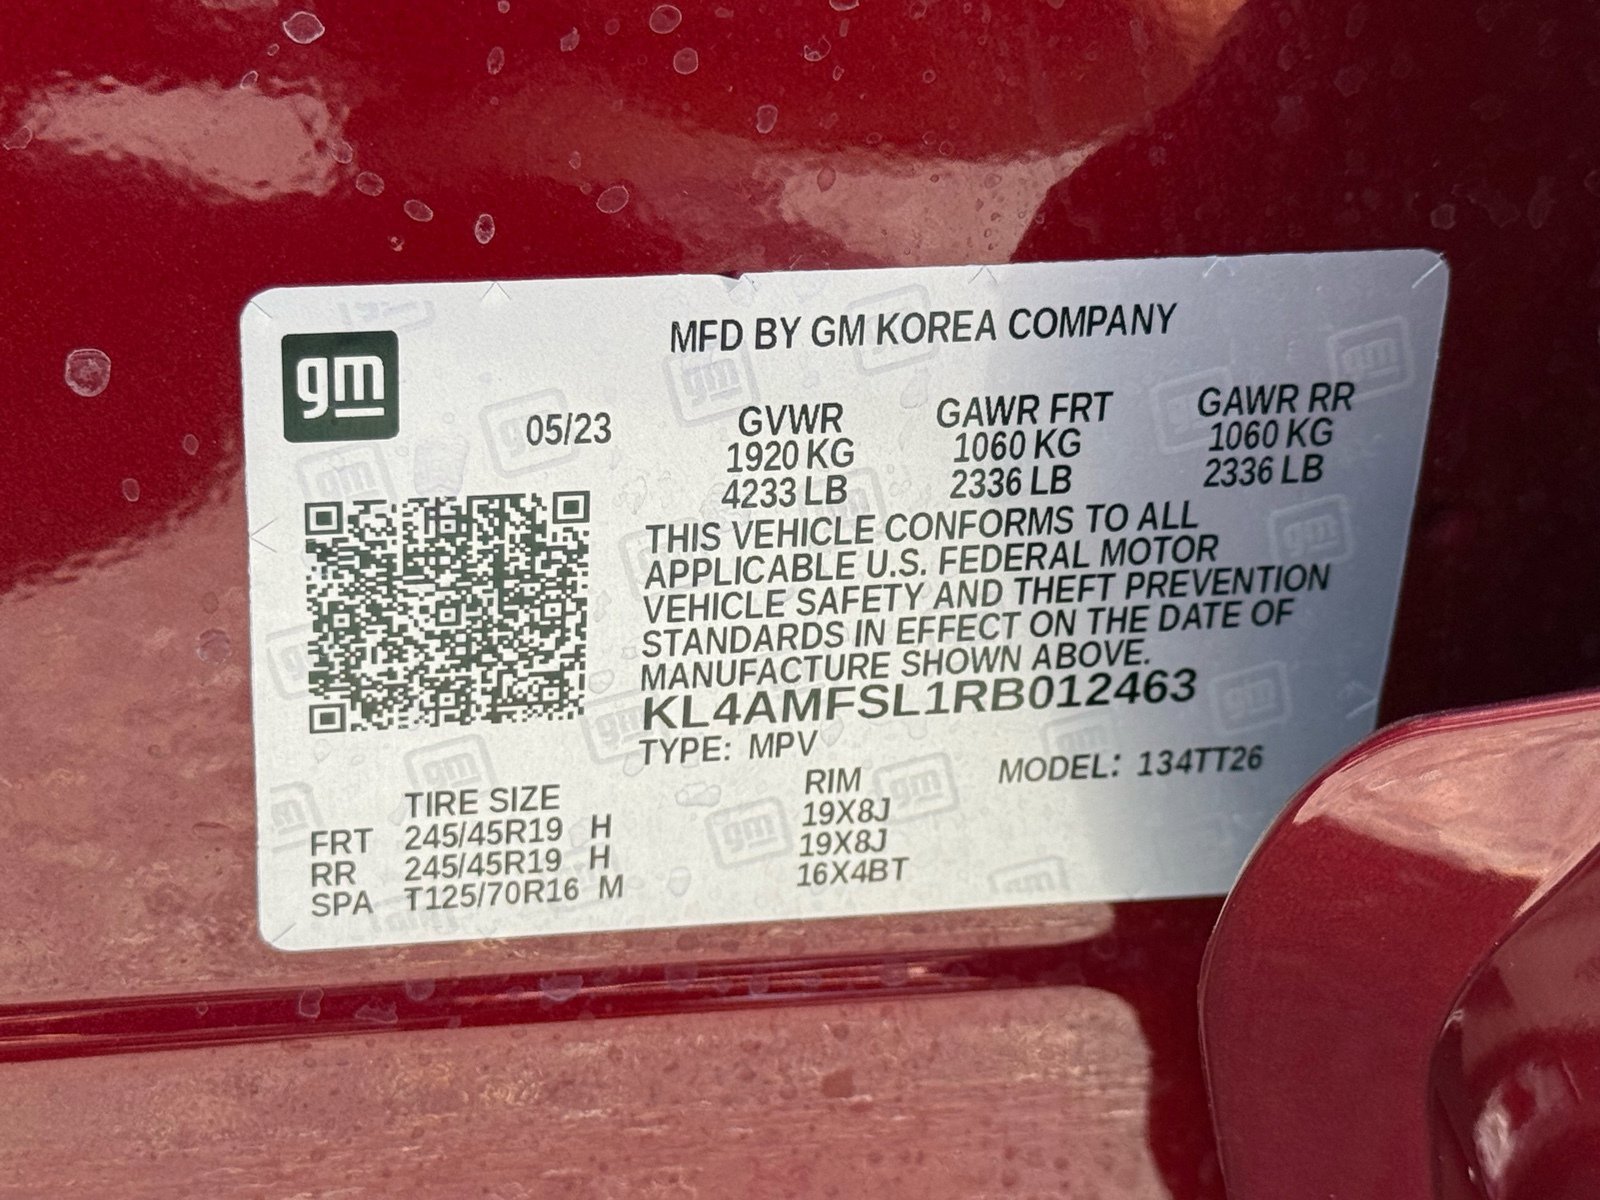 gm
MFD BY GM KOREA COMPANY
05/23
GVWR GAWR FRT GAWR RR
1920 KG 1060 KG 1060 KG
4233 LB 2336 LB 2336 LB
THIS VEHICLE CONFORMS TO ALL
APPLICABLE U.S. FEDERAL MOTOR
VEHICLE SAFETY AND THEFT PREVENTION
STANDARDS IN EFFECT ON THE DATE OF
MANUFACTURE SHOWN ABOVE.
KL4AMFSL1RB012463
TYPE: MPV
MODEL: 134TT26
TIRE SIZE RIM
FRT 245/45R19 H 19X8J
RR 245/45R19 H 19X8J
SPA T125/70R16 M 16X4BT